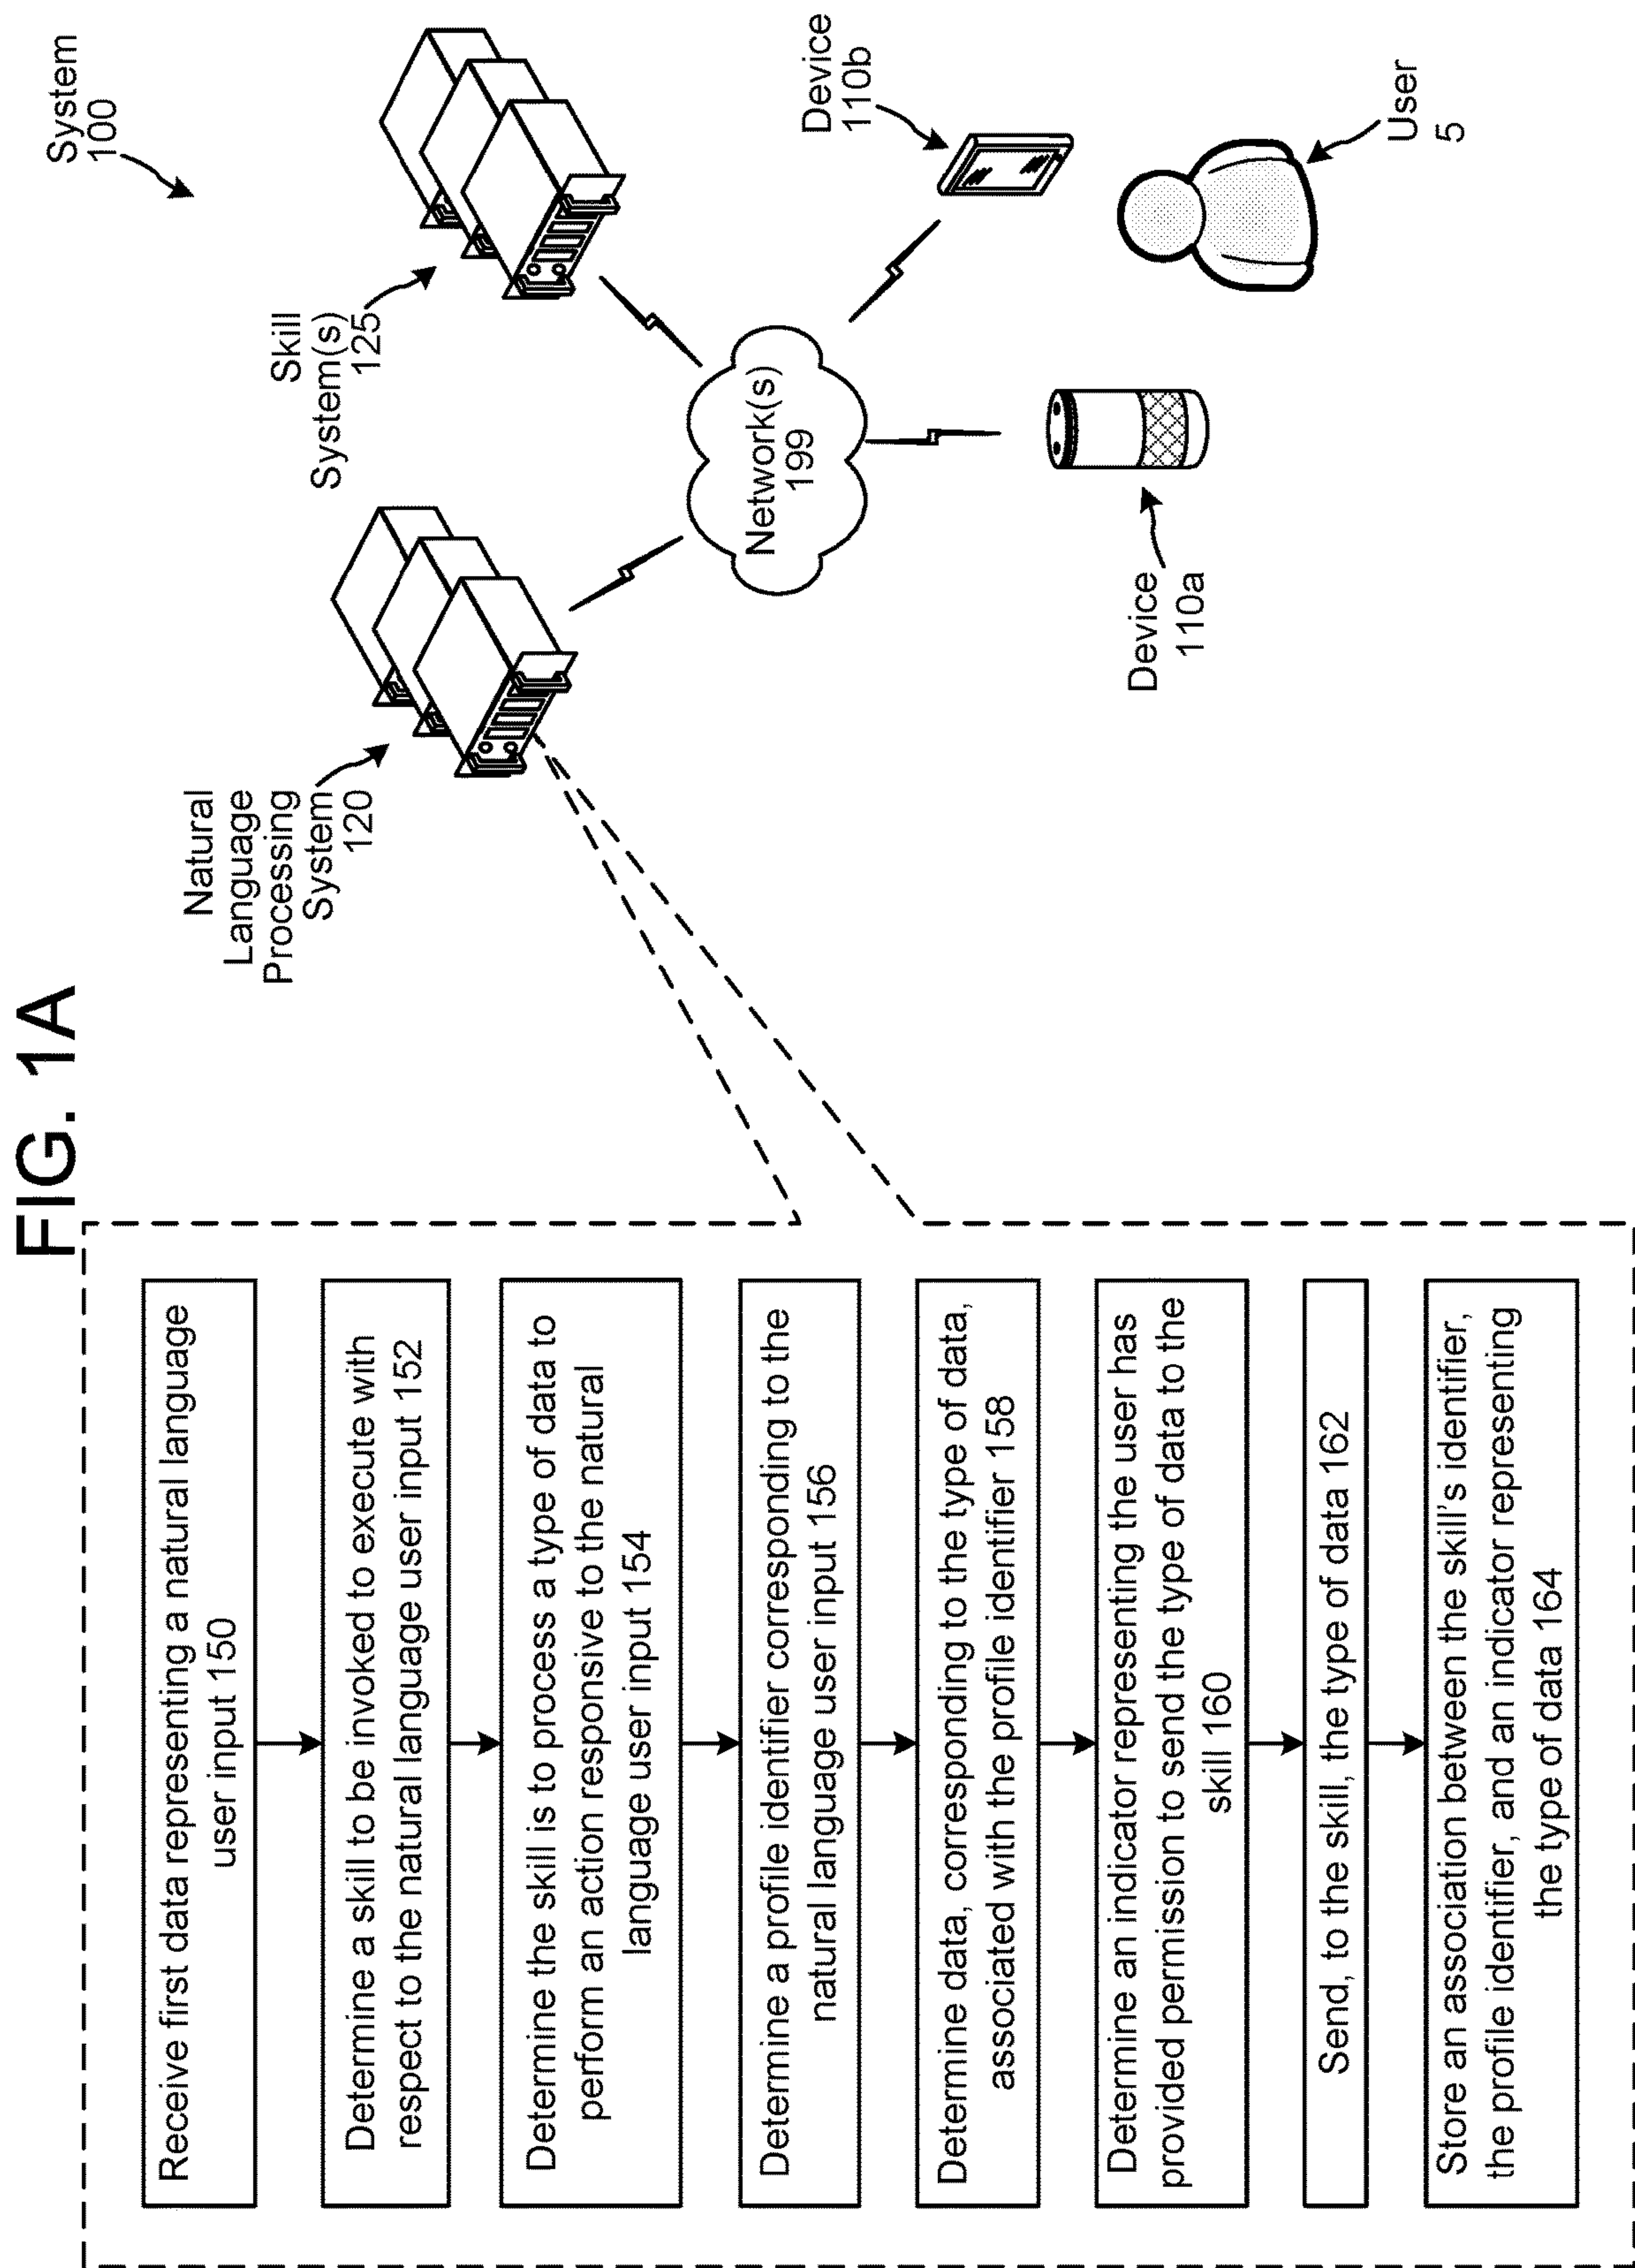 FIG. 1A
System
100
Skill
System(s)
125
Natural
Language
Processing
System
120
Network(s)
199
Device
110b
Device
110a
User
5
Receive first data representing a natural language
user input 150
Determine a skill to be invoked to execute with
respect to the natural language user input 152
Determine the skill is to process a type of data to
perform an action responsive to the natural
language user input 154
Determine a profile identifier corresponding to the
natural language user input 156
Determine data, corresponding to the type of data,
associated with the profile identifier 158
Determine an indicator representing the user has
provided permission to send the type of data to the
skill 160
Send, to the skill, the type of data 162
Store an association between the skill's identifier,
the profile identifier, and an indicator representing
the type of data 164